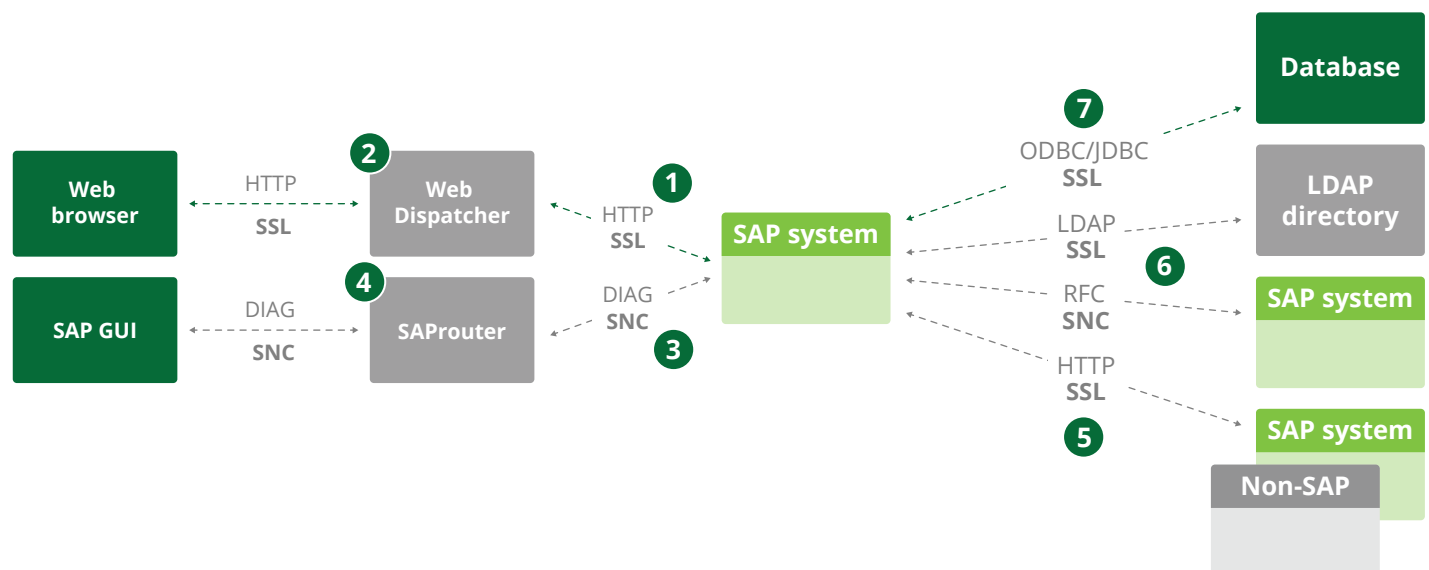 Web
browser
HTTP
SSL
2
Web
Dispatcher
1
HTTP
SSL
SAP GUI
DIAG
SNC
4
SAProuter
DIAG
SNC
3
SAP system
7
ODBC/JDBC
SSL
LDAP
SSL
6
RFC
SNC
HTTP
SSL
5
Database
LDAP
directory
SAP system
SAP system
Non-SAP